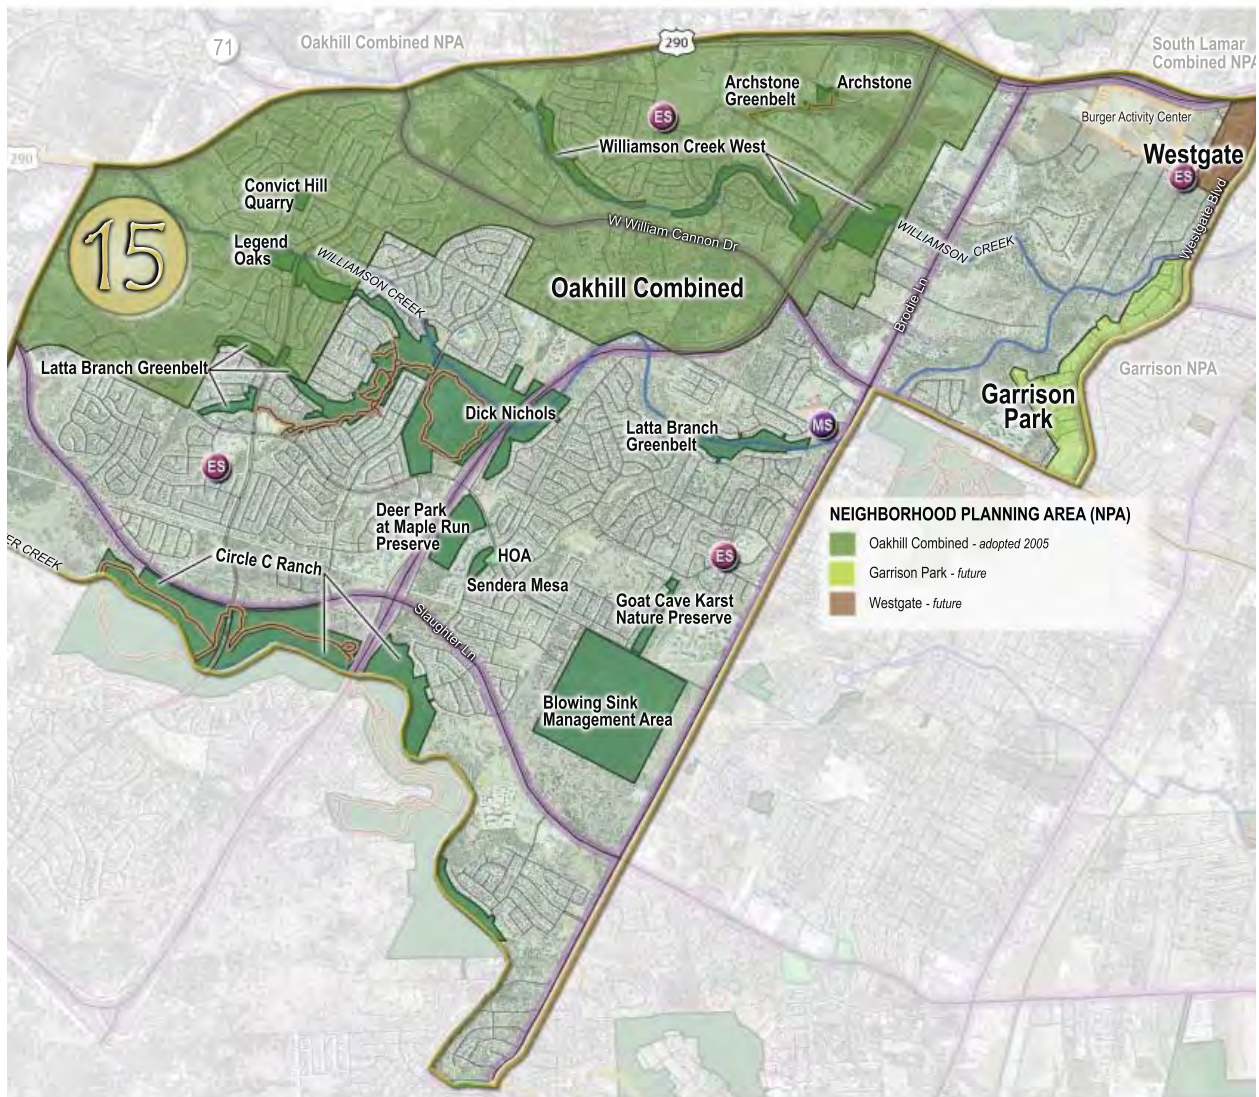 71
Oakhill Combined NPA
290
South Lamar
Combined NPA
Archstone
Greenbelt
Archstone
ES
Burger Activity Center
Williamson Creek West
Westgate
ES
290
Convict Hill
Quarry
15
W William Cannon Dr
Westgate Blvd
Legend
Oaks
WILLIAMSON CREEK
WILLIAMSON CREEK
Oakhill Combined
Brodie Ln
Latta Branch Greenbelt
Garrison NPA
Garrison
Park
Dick Nichols
Latta Branch
Greenbelt
MS
ES
NEIGHBORHOOD PLANNING AREA (NPA)
Oakhill Combined - adopted 2005
Garrison Park - future
Westgate - future
Deer Park
at Maple Run
Preserve
ER CREEK
Circle C Ranch
HOA
Sendera Mesa
ES
Goat Cave Karst
Nature Preserve
Slaughter Ln
Blowing Sink
Management Area